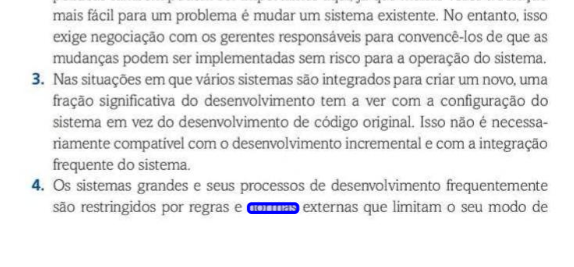 mais fácil para um problema é mudar um sistema existente. No entanto, isso
exige negociação com os gerentes responsáveis para convencê-los de que as
mudanças podem ser implementadas sem risco para a operação do sistema.
3. Nas situações em que vários sistemas são integrados para criar um novo, uma
fração significativa do desenvolvimento tem a ver com a configuração do
sistema em vez do desenvolvimento de código original. Isso não é necessa-
riamente compatível com o desenvolvimento incremental e com a integração
frequente do sistema.
4. Os sistemas grandes e seus processos de desenvolvimento frequentemente
são restringidos por regras e normas externas que limitam o seu modo de